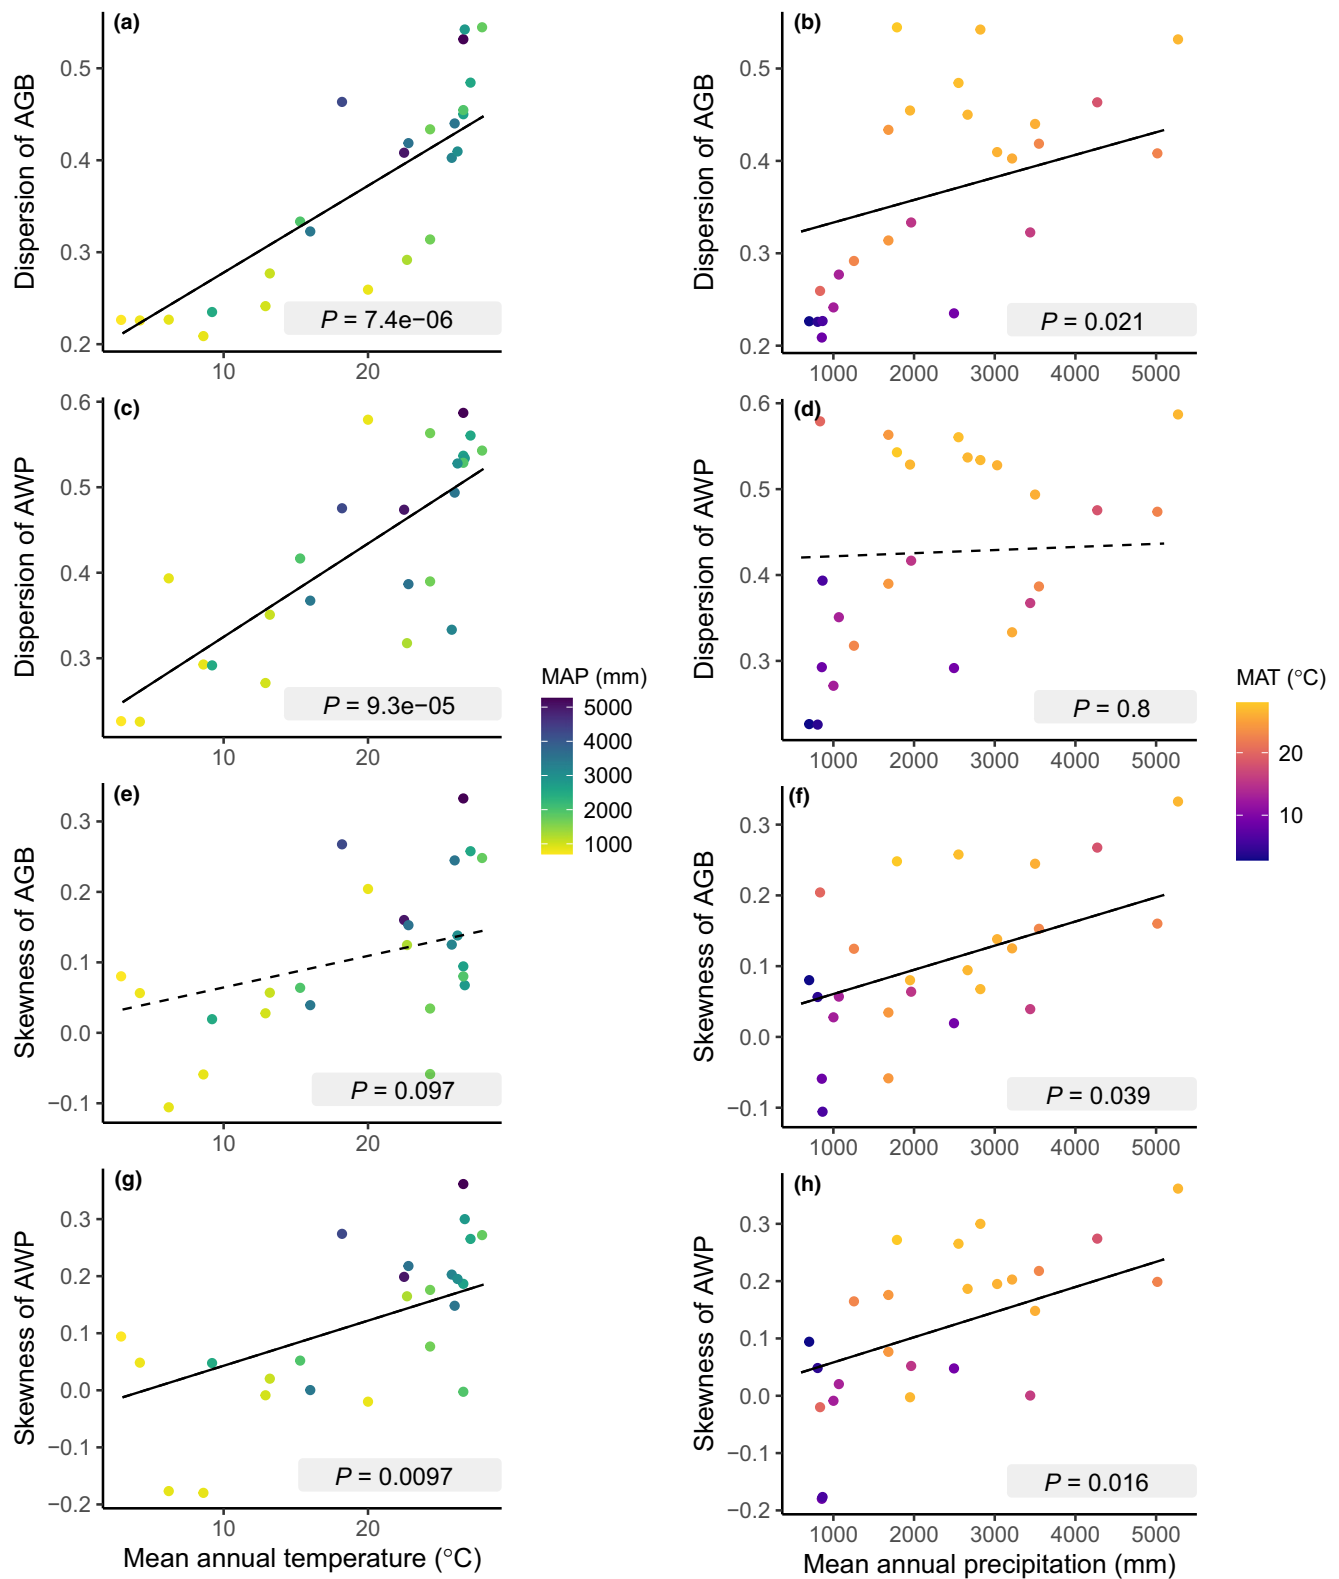 (a)
Dispersion of AGB
0.5
0.4
0.3
0.2
P = 7.4e−06
10
20
(b)
Dispersion of AGB
0.5
0.4
0.3
0.2
P = 0.021
1000
2000
3000
4000
5000
(c)
Dispersion of AWP
0.6
0.5
0.4
0.3
P = 9.3e−05
10
20
MAP (mm)
5000
4000
3000
2000
1000
(d)
Dispersion of AWP
0.6
0.5
0.4
0.3
P = 0.8
1000
2000
3000
4000
5000
MAT (°C)
20
10
(e)
Skewness of AGB
0.3
0.2
0.1
0.0
−0.1
P = 0.097
10
20
(f)
Skewness of AGB
0.3
0.2
0.1
0.0
−0.1
P = 0.039
1000
2000
3000
4000
5000
(g)
Skewness of AWP
0.3
0.2
0.1
0.0
−0.1
−0.2
P = 0.0097
10
20
Mean annual temperature (°C)
(h)
Skewness of AWP
0.3
0.2
0.1
0.0
−0.1
−0.2
P = 0.016
1000
2000
3000
4000
5000
Mean annual precipitation (mm)